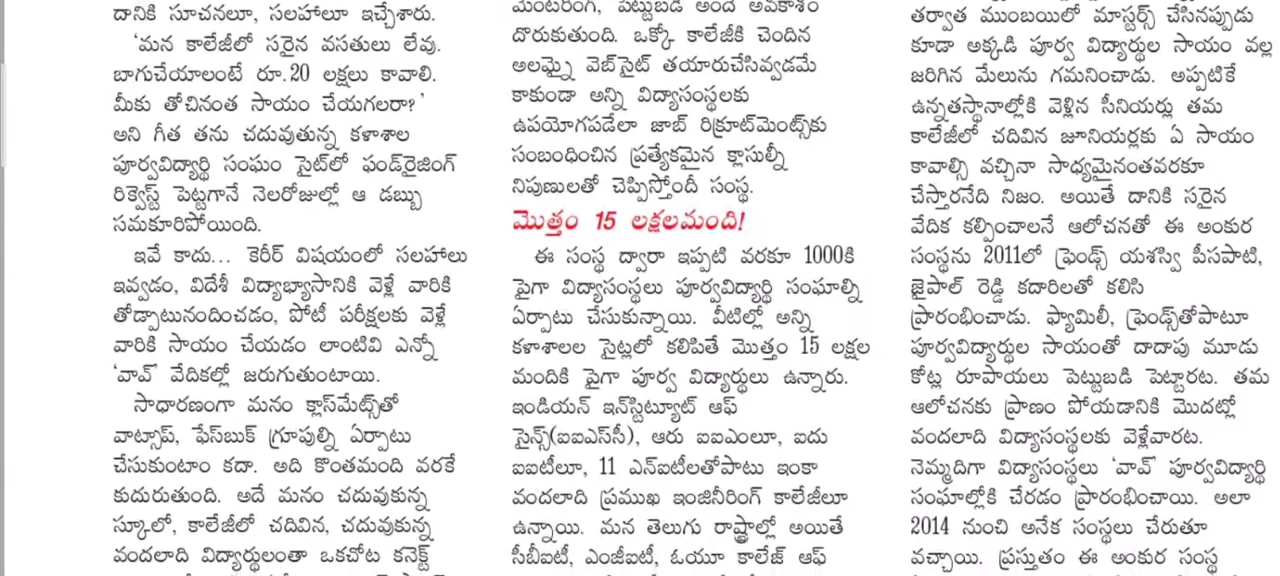 దానికి సూచనలూ, సలహాలూ ఇచ్చేశారు.
‘మన కాలేజీలో సరైన వసతులు లేవు.
బాగుచేయాలంటే రూ.20 లక్షలు కావాలి.
మీకు తోచినంత సాయం చేయగలరా?’
అని గీత తను చదువుతున్న కళాశాల
పూర్వవిద్యార్థి సంఘం సైట్‌లో ఫండ్‌రైజింగ్
రిక్వెస్ట్ పెట్టగానే నెలరోజుల్లో ఆ డబ్బు
సమకూరిపోయింది.
ఇవే కాదు... కెరీర్ విషయంలో సలహాలు
ఇవ్వడం, విదేశీ విద్యాభ్యాసానికి వెళ్లే వారికి
తోడ్పాటునందించడం, పోటీ పరీక్షలకు వెళ్లే
వారికి సాయం చేయడం లాంటివి ఎన్నో
‘వావ్’ వేదికల్లో జరుగుతుంటాయి.
సాధారణంగా మనం క్లాస్‌మేట్స్‌తో
వాట్సాప్, ఫేస్‌బుక్ గ్రూపుల్ని ఏర్పాటు
చేసుకుంటాం కదా. అది కొంతమంది వరకే
కుదురుతుంది. అదే మనం చదువుకున్న
స్కూలో, కాలేజీలో చదివిన, చదువుకున్న
వందలాది విద్యార్థులంతా ఒకచోట కనెక్ట్
మెంటరింగ్, పెట్టుబడి అందే అవకాశం
దొరుకుతుంది. ఒక్కో కాలేజీకి చెందిన
అలమ్నై వెబ్‌సైట్ తయారుచేసివ్వడమే
కాకుండా అన్ని విద్యాసంస్థలకు
ఉపయోగపడేలా జాబ్ రిక్రూట్‌మెంట్స్‌కు
సంబంధించిన ప్రత్యేకమైన క్లాసుల్నీ
నిపుణులతో చెప్పిస్తోందీ సంస్థ.
మొత్తం 15 లక్షలమంది!
ఈ సంస్థ ద్వారా ఇప్పటి వరకూ 1000కి
పైగా విద్యాసంస్థలు పూర్వవిద్యార్థి సంఘాల్ని
ఏర్పాటు చేసుకున్నాయి. వీటిల్లో అన్ని
కళాశాలల సైట్లలో కలిపితే మొత్తం 15 లక్షల
మందికి పైగా పూర్వ విద్యార్థులు ఉన్నారు.
ఇండియన్ ఇన్‌స్టిట్యూట్ ఆఫ్
సైన్స్(ఐఐఎస్‌సీ), ఆరు ఐఐఎంలూ, ఐదు
ఐఐటీలూ, 11 ఎన్ఐటీలతోపాటు ఇంకా
వందలాది ప్రముఖ ఇంజినీరింగ్ కాలేజీలూ
ఉన్నాయి. మన తెలుగు రాష్ట్రాల్లో అయితే
సీబీఐటీ, ఎంజీఐటీ, ఓయూ కాలేజ్ ఆఫ్
తర్వాత ముంబయిలో మాస్టర్స్ చేసినప్పుడు
కూడా అక్కడి పూర్వ విద్యార్థుల సాయం వల్ల
జరిగిన మేలును గమనించాడు. అప్పటికే
ఉన్నతస్థానాల్లోకి వెళ్లిన సీనియర్లు తమ
కాలేజీలో చదివిన జూనియర్లకు ఏ సాయం
కావాల్సి వచ్చినా సాధ్యమైనంతవరకూ
చేస్తారనేది నిజం. అయితే దానికి సరైన
వేదిక కల్పించాలనే ఆలోచనతో ఈ అంకుర
సంస్థను 2011లో ఫ్రెండ్స్ యశస్వి పీసపాటి,
జైపాల్ రెడ్డి కదారిలతో కలిసి
ప్రారంభించాడు. ఫ్యామిలీ, ఫ్రెండ్స్‌తోపాటూ
పూర్వవిద్యార్థుల సాయంతో దాదాపు మూడు
కోట్ల రూపాయలు పెట్టుబడి పెట్టారట. తమ
ఆలోచనకు ప్రాణం పోయడానికి మొదట్లో
వందలాది విద్యాసంస్థలకు వెళ్లేవారట.
నెమ్మదిగా విద్యాసంస్థలు ‘వావ్’ పూర్వవిద్యార్థి
సంఘాల్లోకి చేరడం ప్రారంభించాయి. అలా
2014 నుంచి అనేక సంస్థలు చేరుతూ
వచ్చాయి. ప్రస్తుతం ఈ అంకుర సంస్థ